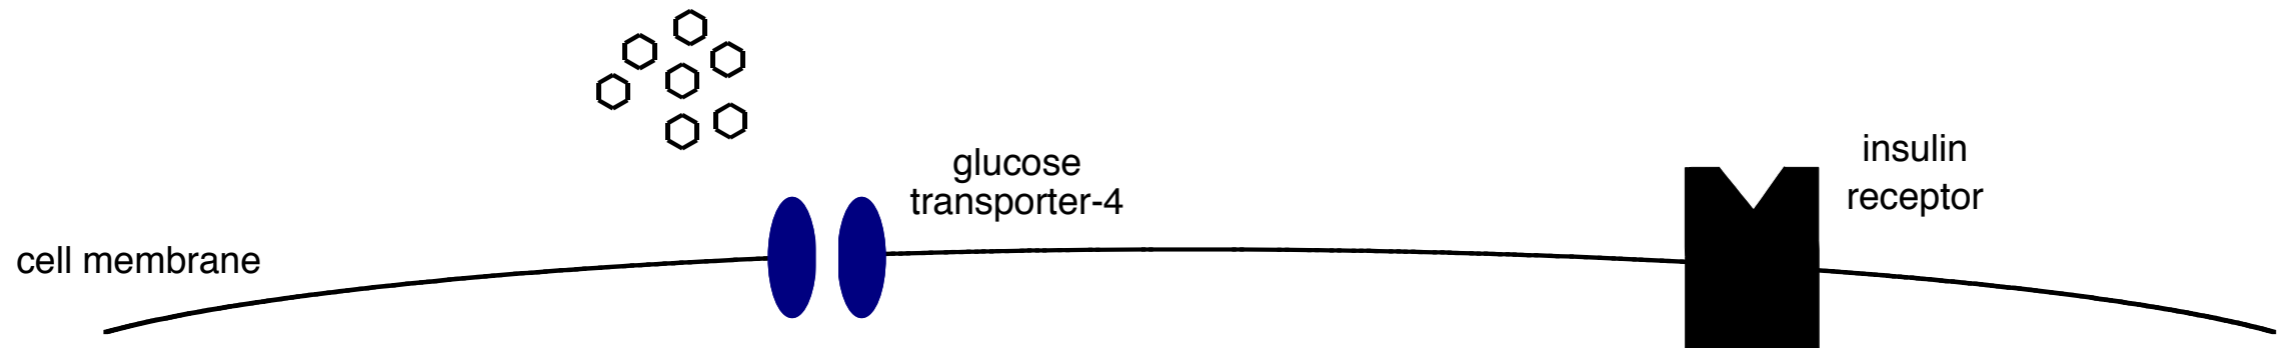 glucose
transporter-4
insulin
receptor
cell membrane